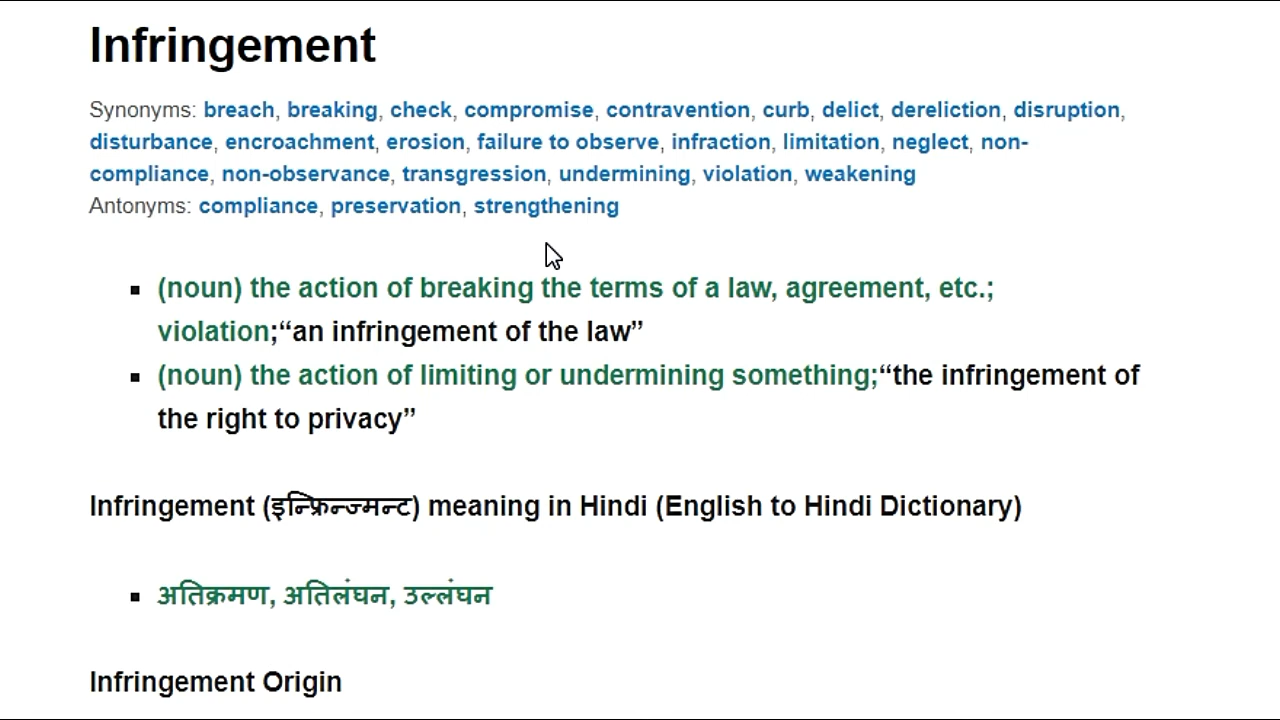 Infringement
Synonyms: breach, breaking, check, compromise, contravention, curb, delict, dereliction, disruption,
disturbance, encroachment, erosion, failure to observe, infraction, limitation, neglect, non-
compliance, non-observance, transgression, undermining, violation, weakening
Antonyms: compliance, preservation, strengthening
(noun) the action of breaking the terms of a law, agreement, etc.;
violation;“an infringement of the law”
(noun) the action of limiting or undermining something;“the infringement of
the right to privacy”
Infringement (इन्फ्रिन्ज्मन्ट) meaning in Hindi (English to Hindi Dictionary)
अतिक्रमण, अतिलंघन, उल्लंघन
Infringement Origin